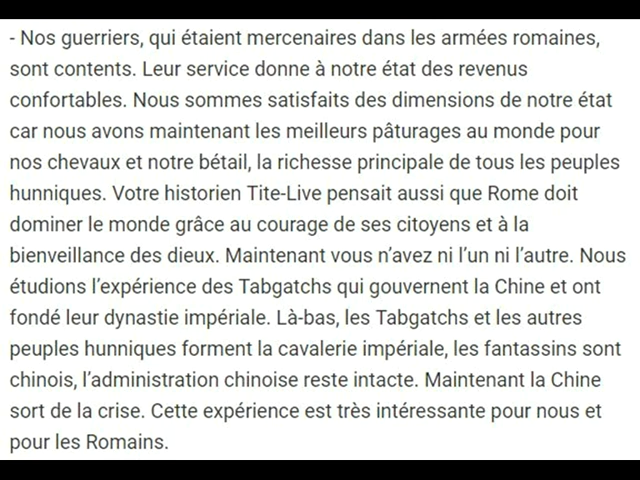 - Nos guerriers, qui étaient mercenaires dans les armées romaines,
sont contents. Leur service donne à notre état des revenus
confortables. Nous sommes satisfaits des dimensions de notre état
car nous avons maintenant les meilleurs pâturages au monde pour
nos chevaux et notre bétail, la richesse principale de tous les peuples
hunniques. Votre historien Tite-Live pensait aussi que Rome doit
dominer le monde grâce au courage de ses citoyens et à la
bienveillance des dieux. Maintenant vous n’avez ni l’un ni l’autre. Nous
étudions l’expérience des Tabgatchs qui gouvernent la Chine et ont
fondé leur dynastie impériale. Là-bas, les Tabgatchs et les autres
peuples hunniques forment la cavalerie impériale, les fantassins sont
chinois, l’administration chinoise reste intacte. Maintenant la Chine
sort de la crise. Cette expérience est très intéressante pour nous et
pour les Romains.